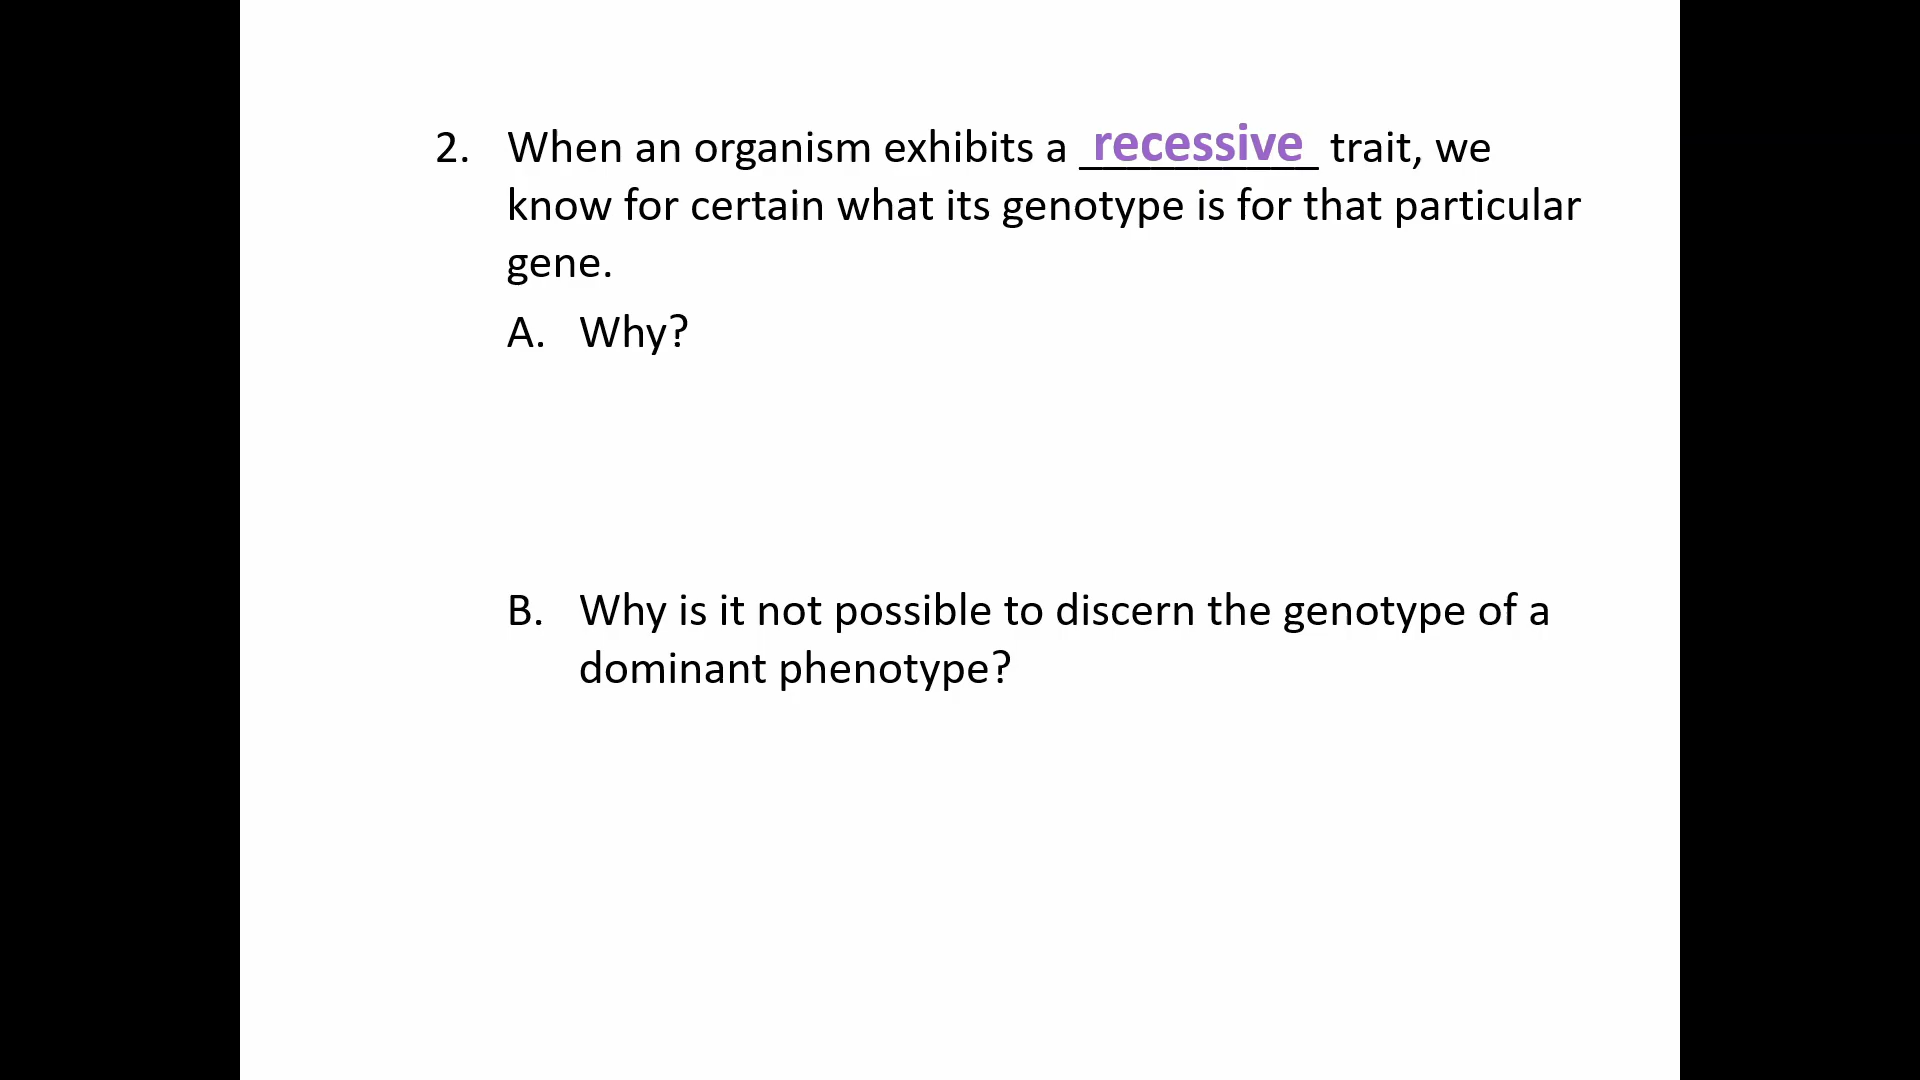 2. When an organism exhibits a recessive trait, we
know for certain what its genotype is for that particular
gene.
A. Why?
B. Why is it not possible to discern the genotype of a
dominant phenotype?